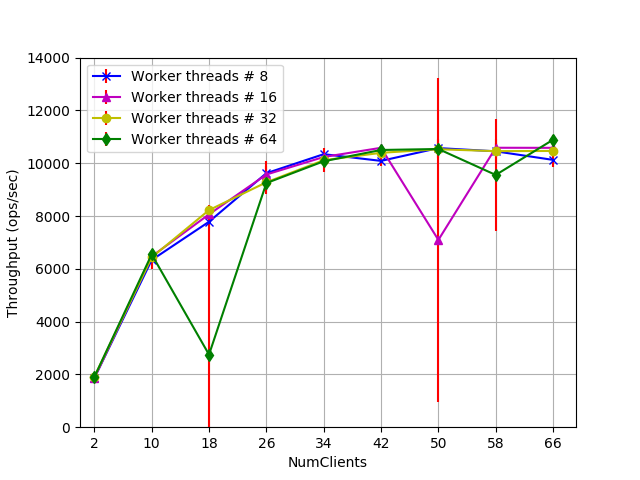 14000
12000
10000
8000
6000
4000
2000
0
Throughput (ops/sec)
Worker threads # 8
Worker threads # 16
Worker threads # 32
Worker threads # 64
2 10 18 26 34 42 50 58 66
NumClients